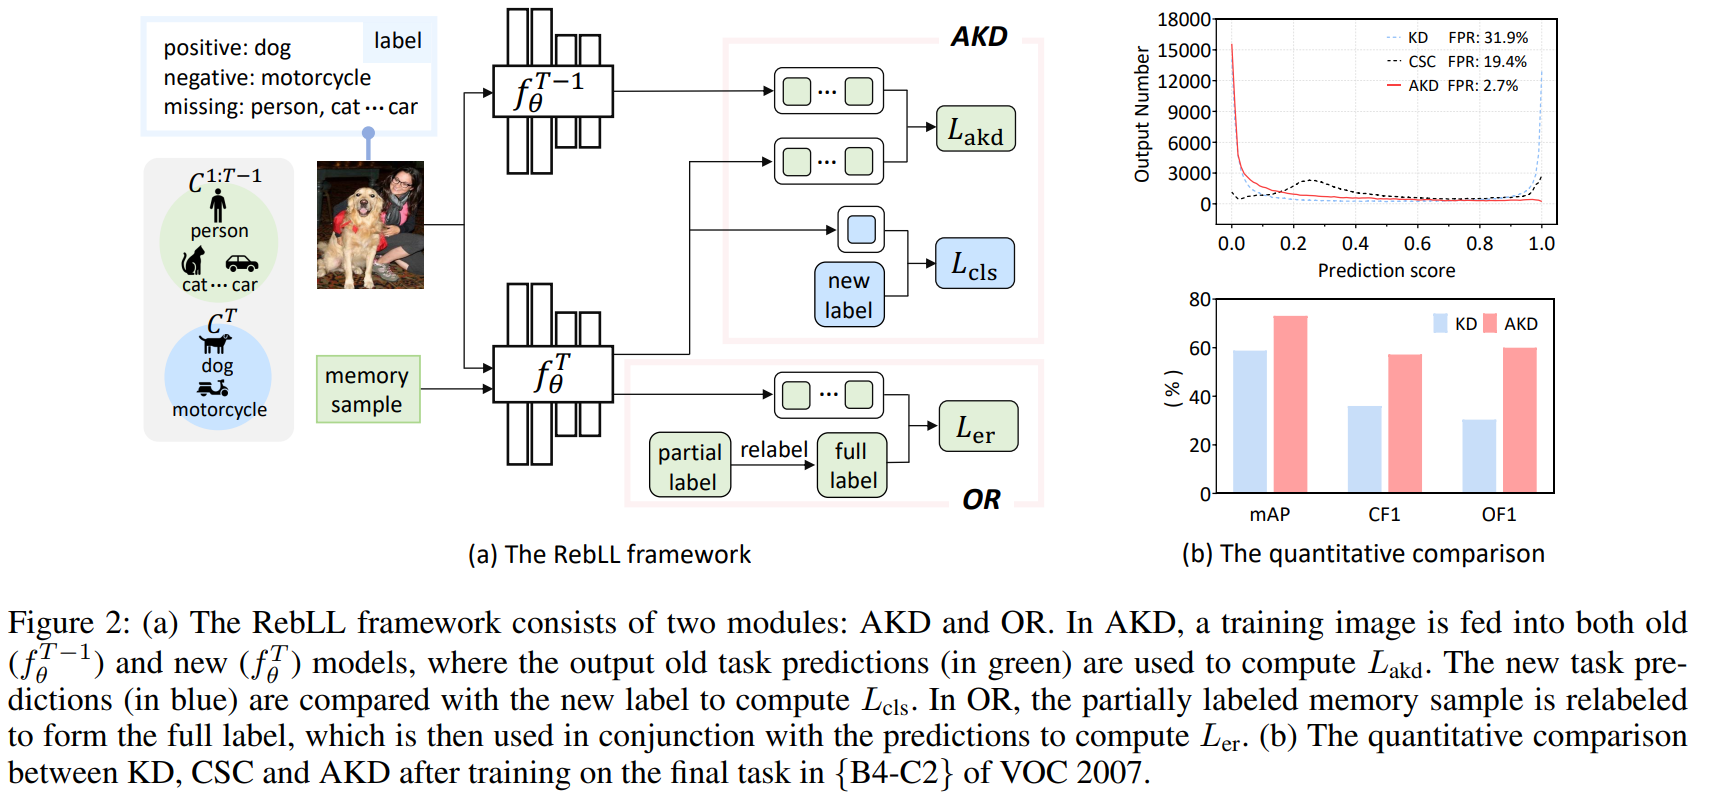 positive: dog
label
negative: motorcycle
missing: person, cat ··· car
C^{1:T−1}
person
cat ··· car
C^T
dog
motorcycle
memory
sample
f_θ^{T−1}
f_θ^T
AKD
···
L_akd
···
L_cls
new
label
···
L_er
partial
label
relabel
full
label
OR
(a) The RebLL framework
18000
15000
12000
9000
6000
3000
0
Output Number
KD FPR: 31.9%
CSC FPR: 19.4%
AKD FPR: 2.7%
0.0 0.2 0.4 0.6 0.8 1.0
Prediction score
80
60
40
20
0
( % )
KD AKD
mAP CF1 OF1
(b) The quantitative comparison
Figure 2: (a) The RebLL framework consists of two modules: AKD and OR. In AKD, a training image is fed into both old
(f_θ^{T−1}) and new (f_θ^T) models, where the output old task predictions (in green) are used to compute L_akd. The new task pre-
dictions (in blue) are compared with the new label to compute L_cls. In OR, the partially labeled memory sample is relabeled
to form the full label, which is then used in conjunction with the predictions to compute L_er. (b) The quantitative comparison
between KD, CSC and AKD after training on the final task in {B4-C2} of VOC 2007.